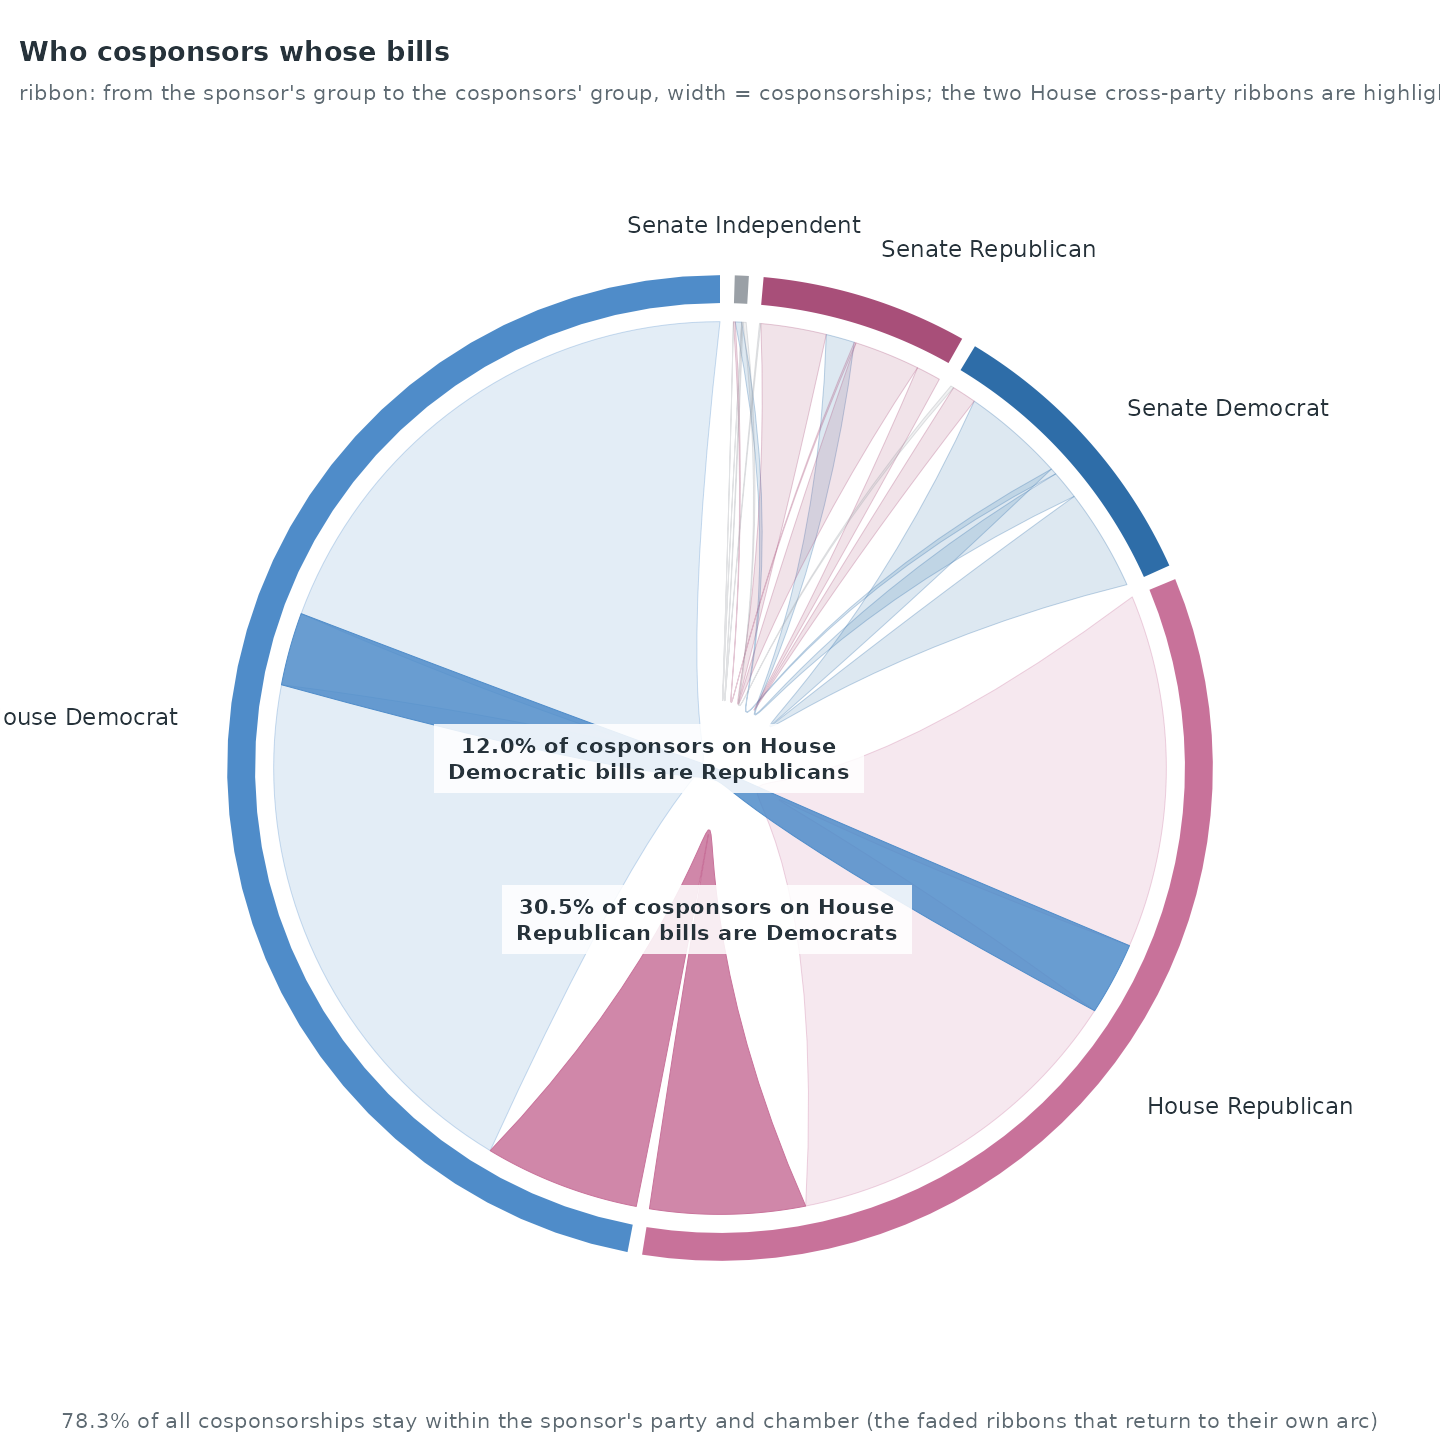 Who cosponsors whose bills
ribbon: from the sponsor's group to the cosponsors' group, width = cosponsorships; the two House cross-party ribbons are
Senate Independent
Senate Republican
Senate Democrat
ouse Democrat
12.0% of cosponsors on House
Democratic bills are Republicans
30.5% of cosponsors on House
Republican bills are Democrats
House Republican
78.3% of all cosponsorships stay within the sponsor's party and chamber (the faded ribbons that return to their own arc)